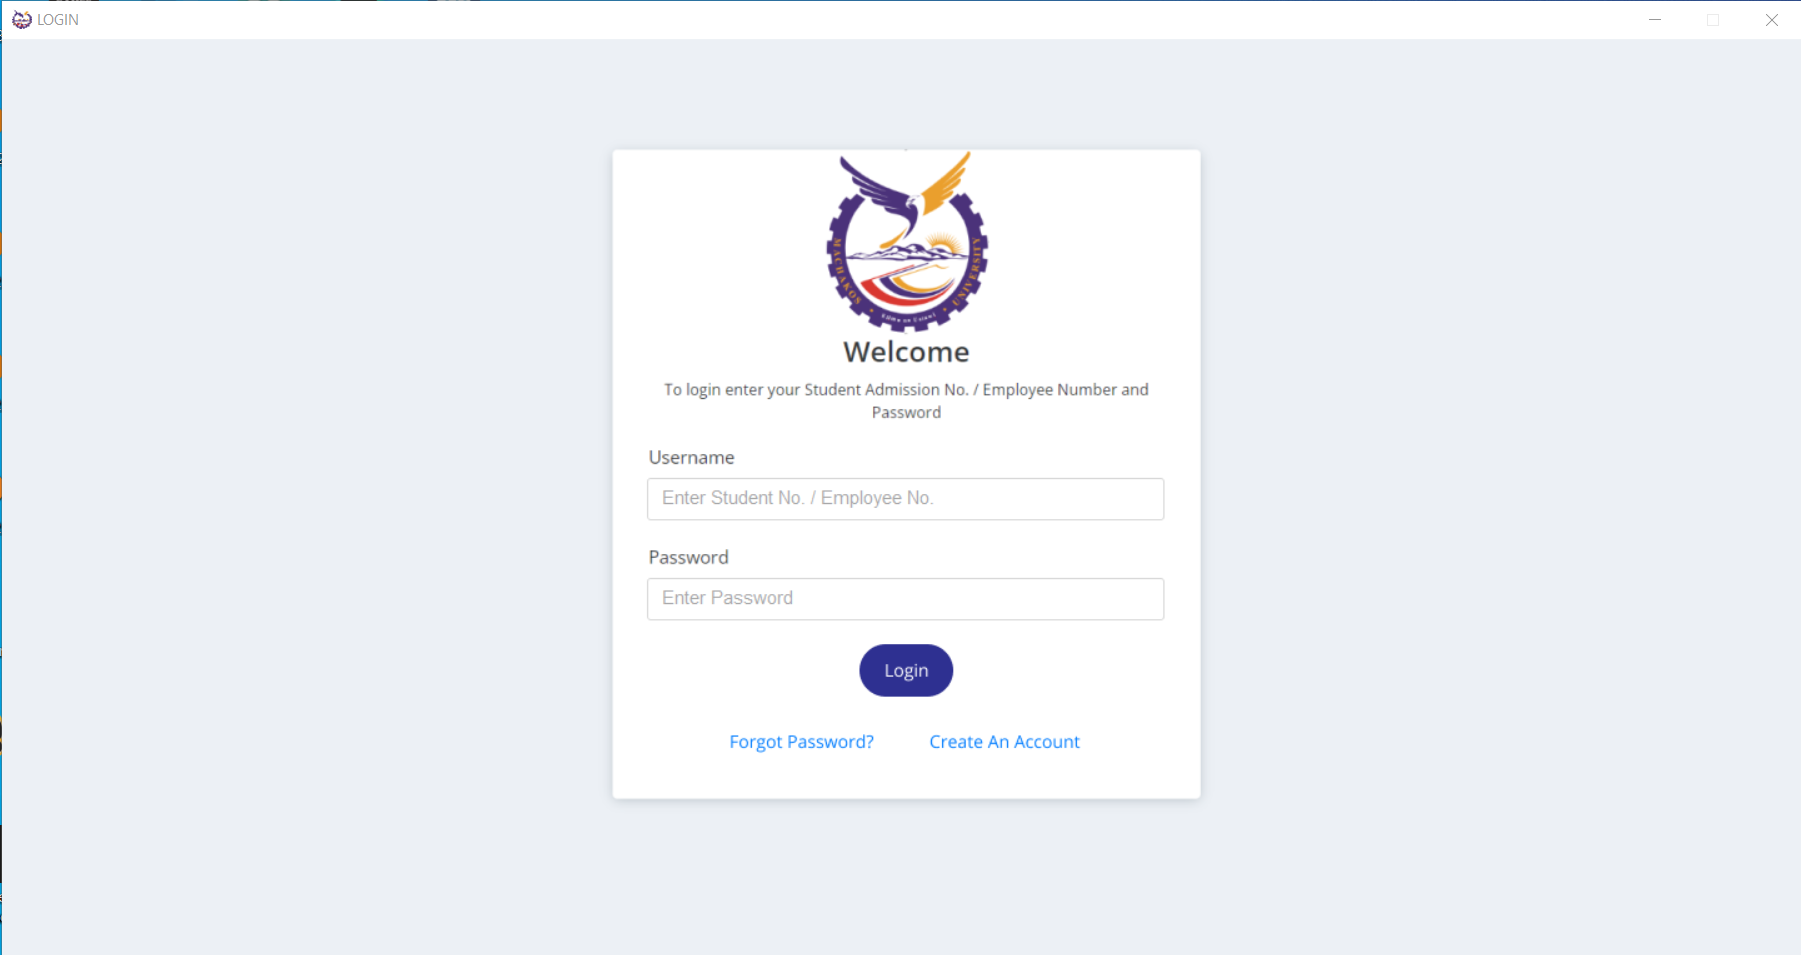 LOGIN
MACHAKOS UNIVERSITY
Welcome
To login enter your Student Admission No. / Employee Number and
Password
Username
Enter Student No. / Employee No.
Password
Enter Password
Login
Forgot Password? Create An Account